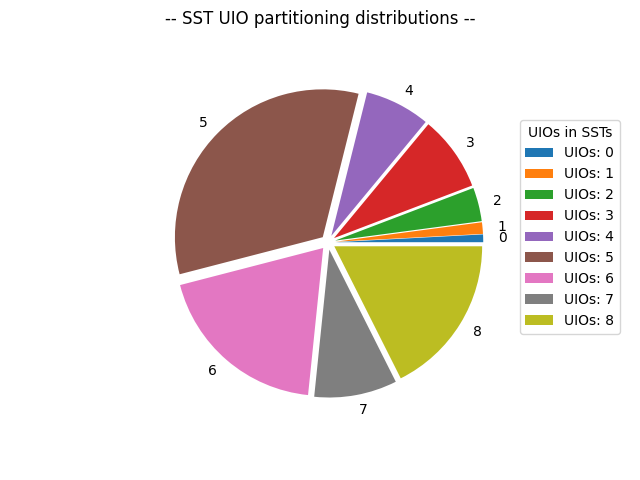 -- SST UIO partitioning distributions --
4
5
3
2
1
0
6
7
8
UIOs in SSTs
UIOs: 0
UIOs: 1
UIOs: 2
UIOs: 3
UIOs: 4
UIOs: 5
UIOs: 6
UIOs: 7
UIOs: 8